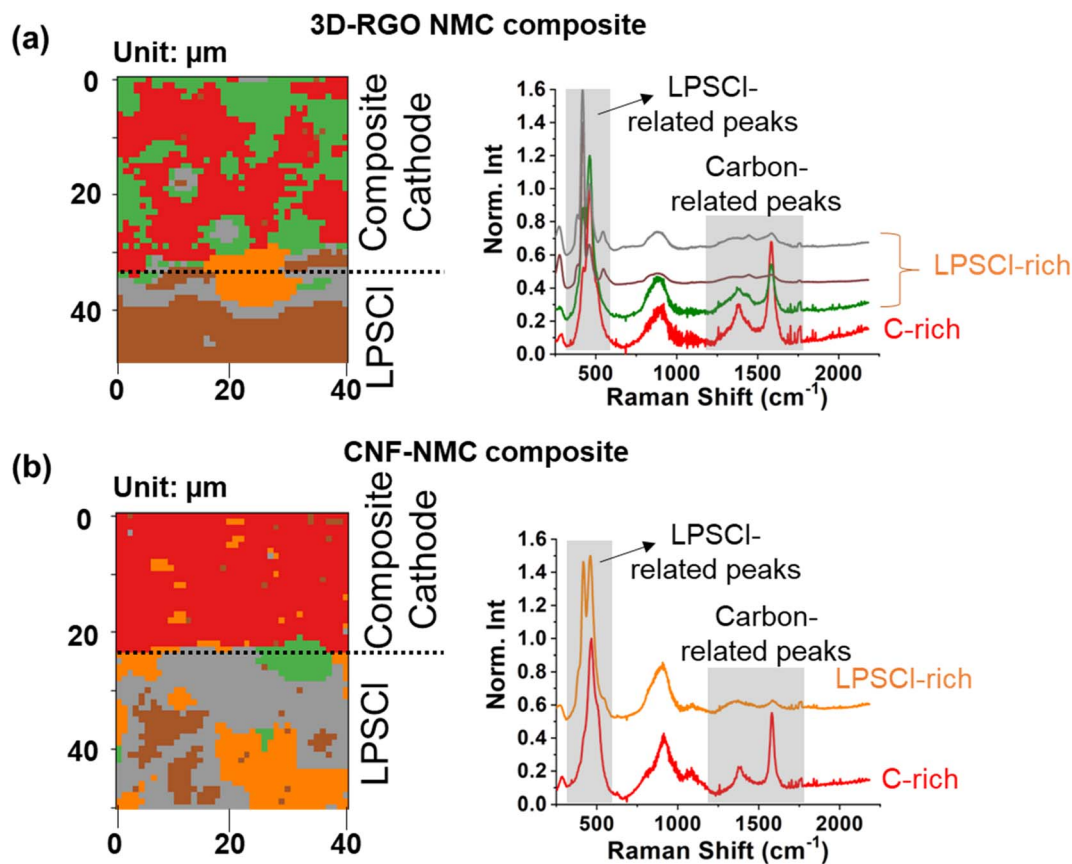 (a)
3D-RGO NMC composite
Unit: µm
0
20
40
0
20
40
Composite
Cathode
LPSCl
Norm. Int
1.6
1.4
1.2
1.0
0.8
0.6
0.4
0.2
0.0
LPSCl-
related peaks
Carbon-
related peaks
LPSCl-rich
C-rich
500
1000
1500
2000
Raman Shift (cm⁻¹)
(b)
CNF-NMC composite
Unit: µm
0
20
40
0
20
40
Composite
Cathode
LPSCl
Norm. Int
1.6
1.4
1.2
1.0
0.8
0.6
0.4
0.2
0.0
LPSCl-
related peaks
Carbon-
related peaks
LPSCl-rich
C-rich
500
1000
1500
2000
Raman Shift (cm⁻¹)